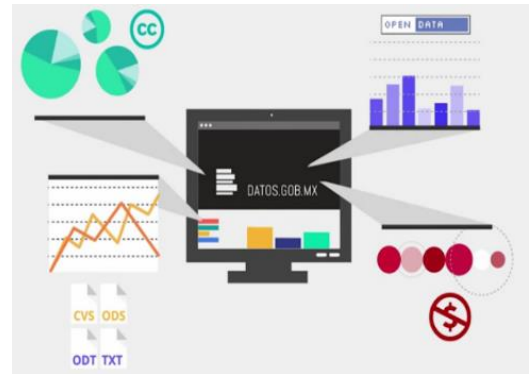 CC
OPEN DATA
DATOS.GOB.MX
CVS ODS
ODT TXT
$